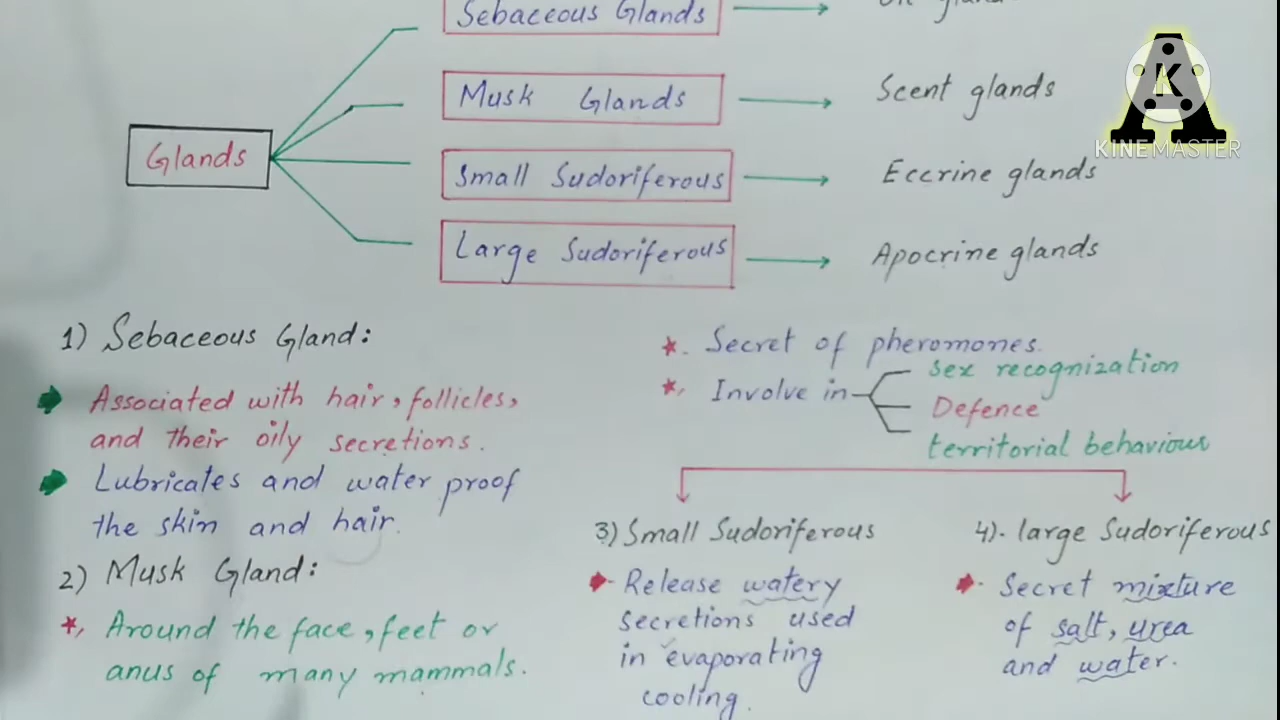 Sebaceous Glands
Musk Glands
Scent glands
Glands
Small Sudoriferous
Eccrine glands
Large Sudoriferous
Apocrine glands
A
K
KINEMASTER
1) Sebaceous Gland:
Associated with hair, follicles,
and their oily secretions.
Lubricates and water proof
the skin and hair.
2) Musk Gland:
*, Around the face, feet or
anus of many mammals.
*. Secret of pheromones.
*, Involve in
sex recognization
Defence
territorial behaviour
3) Small Sudoriferous
Release watery
secretions used
in evaporating
cooling.
4). large Sudoriferous
Secret mixture
of salt, urea
and water.